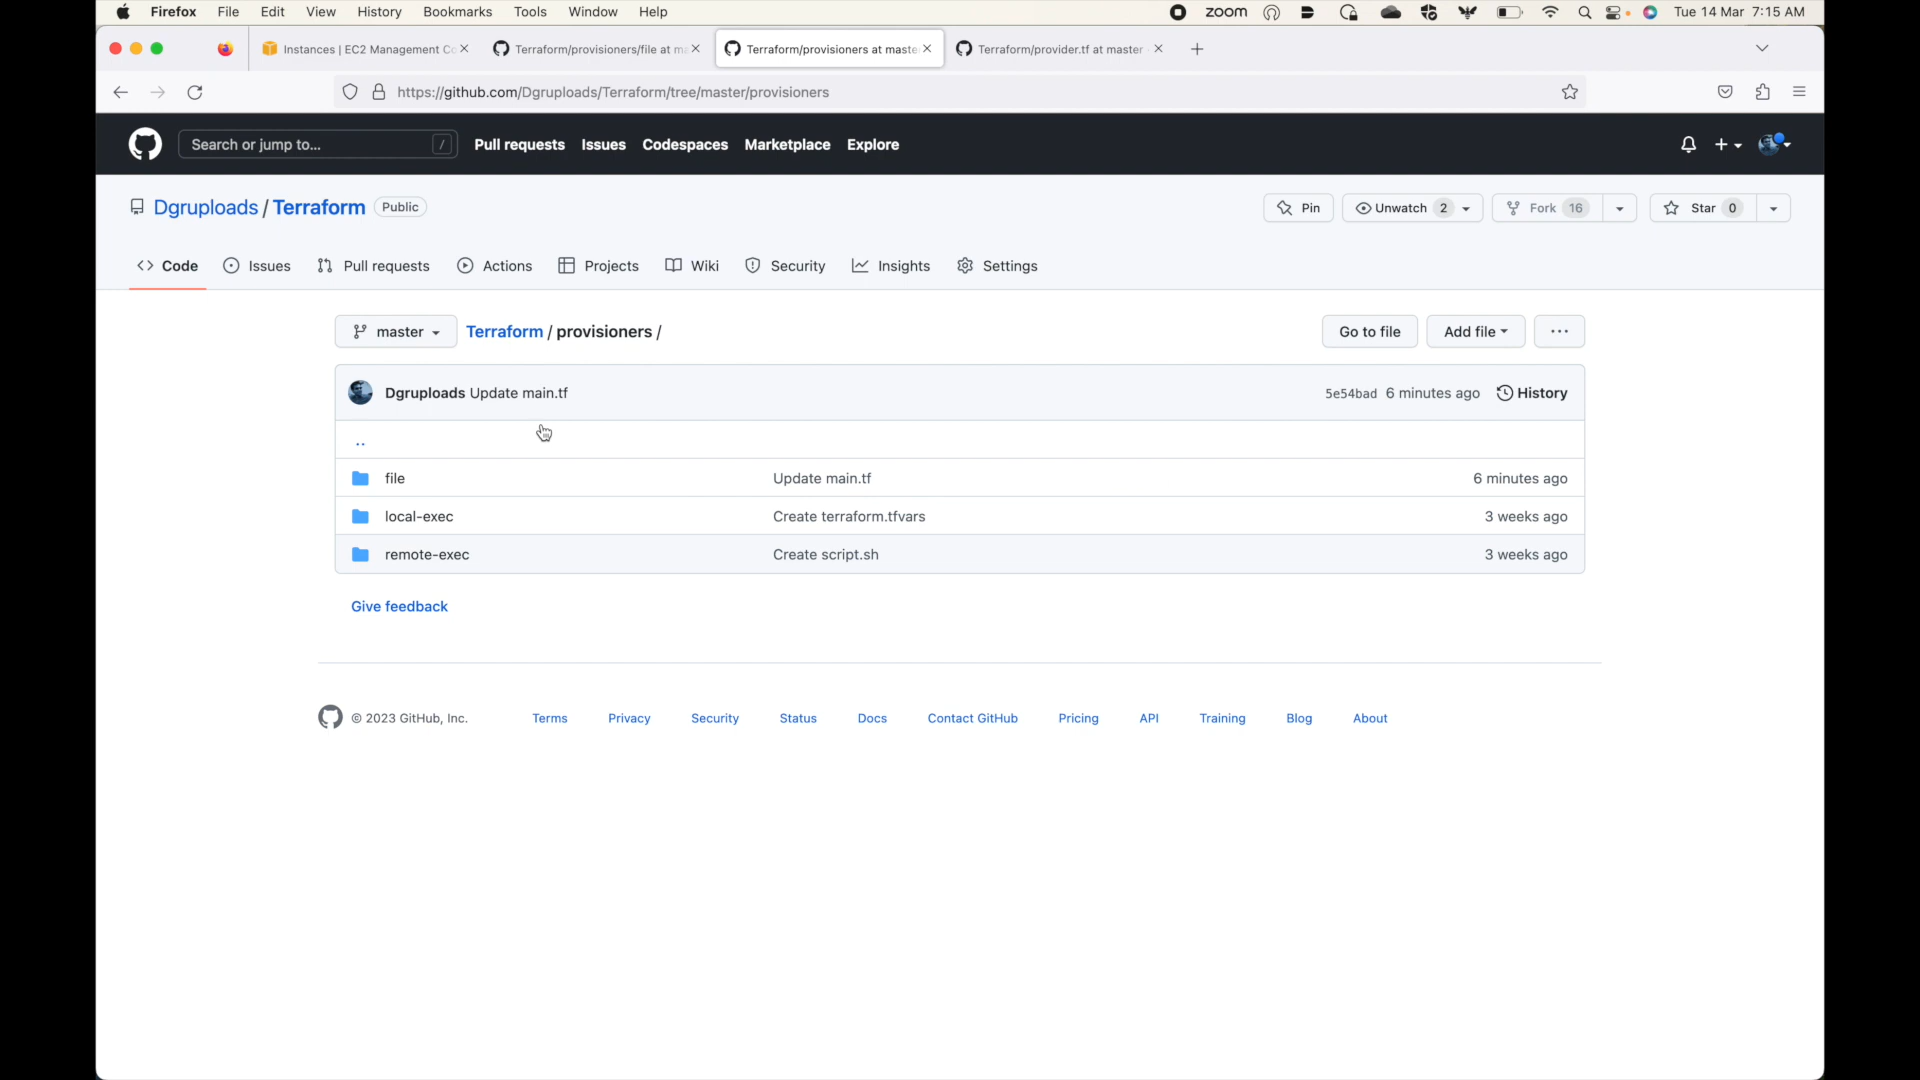 Firefox File Edit View History Bookmarks Tools Window Help zoom Tue 14 Mar 7:15 AM
Instances | EC2 Management Co Terraform/provisioners/file at ma Terraform/provisioners at maste Terraform/provider.tf at master
https://github.com/Dgruploads/Terraform/tree/master/provisioners
Search or jump to... / Pull requests Issues Codespaces Marketplace Explore
Dgruploads / Terraform Public Pin Unwatch 2 Fork 16 Star 0
Code Issues Pull requests Actions Projects Wiki Security Insights Settings
master Terraform / provisioners / Go to file Add file ...
Dgruploads Update main.tf 5e54bad 6 minutes ago History
..
file Update main.tf 6 minutes ago
local-exec Create terraform.tfvars 3 weeks ago
remote-exec Create script.sh 3 weeks ago
Give feedback
© 2023 GitHub, Inc. Terms Privacy Security Status Docs Contact GitHub Pricing API Training Blog About